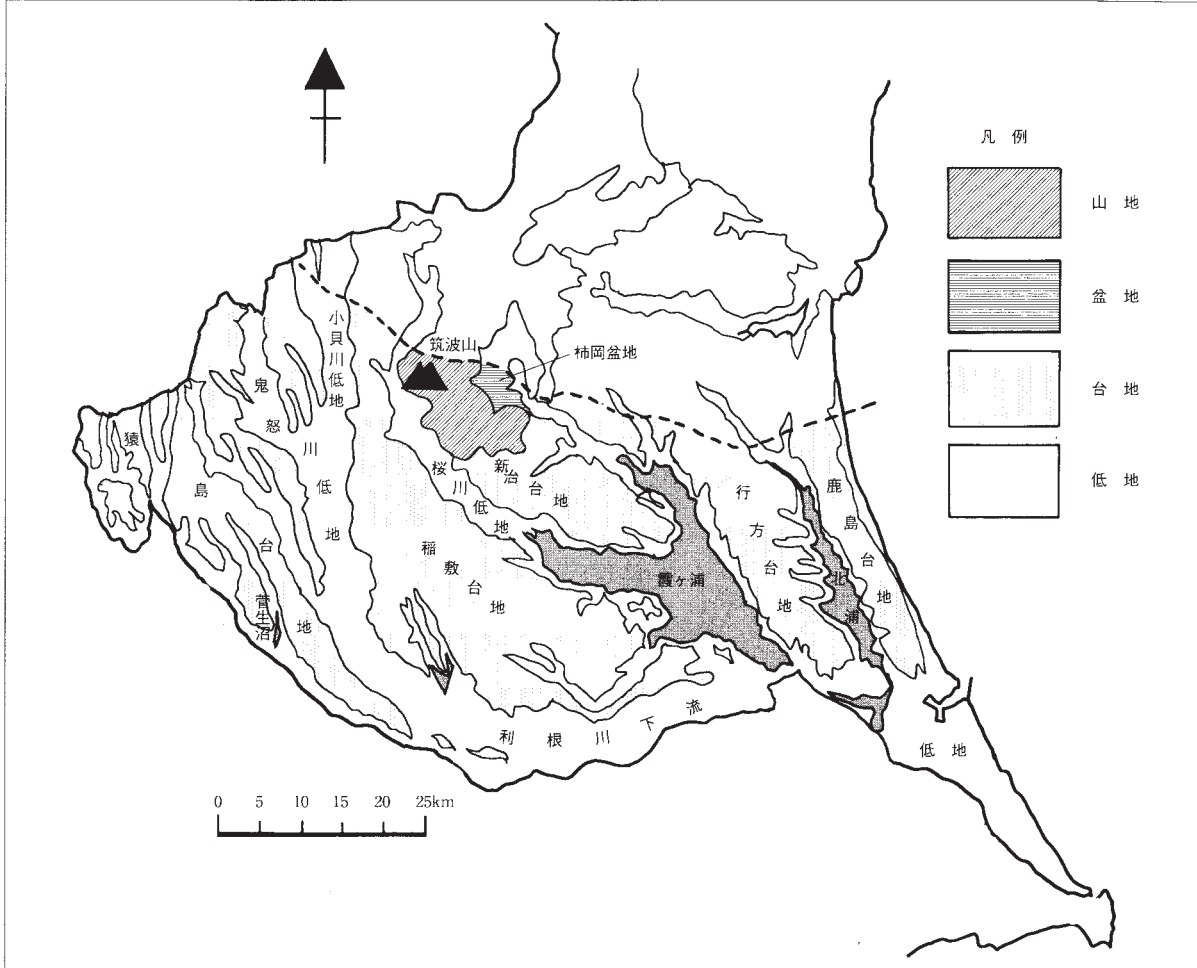 凡例
山地
盆地
台地
低地
筑波山
柿岡盆地
小貝川低地
鬼怒川低地
猿島台地
菅生沼
桜川低地
新治台地
稲敷台地
霞ヶ浦
行方台地
北浦
鹿島台地
利根川下流
低地
0 5 10 15 20 25km